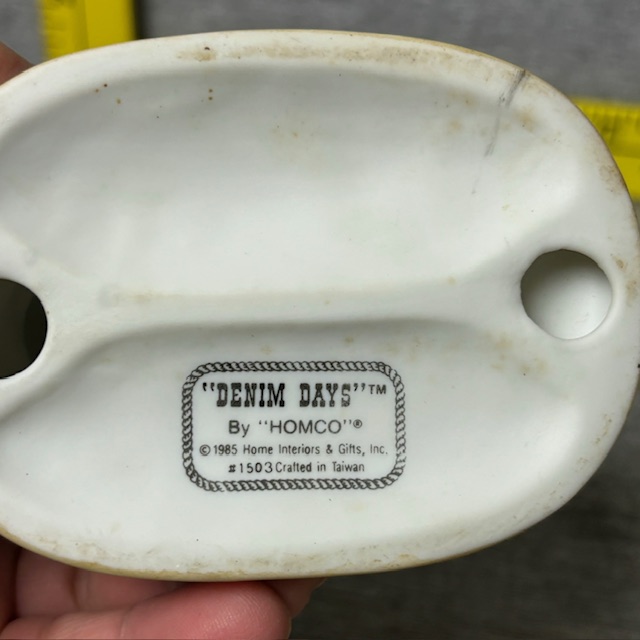 "DENIM DAYS"™
By "HOMCO"®
©1985 Home Interiors & Gifts, Inc.
#1503 Crafted in Taiwan